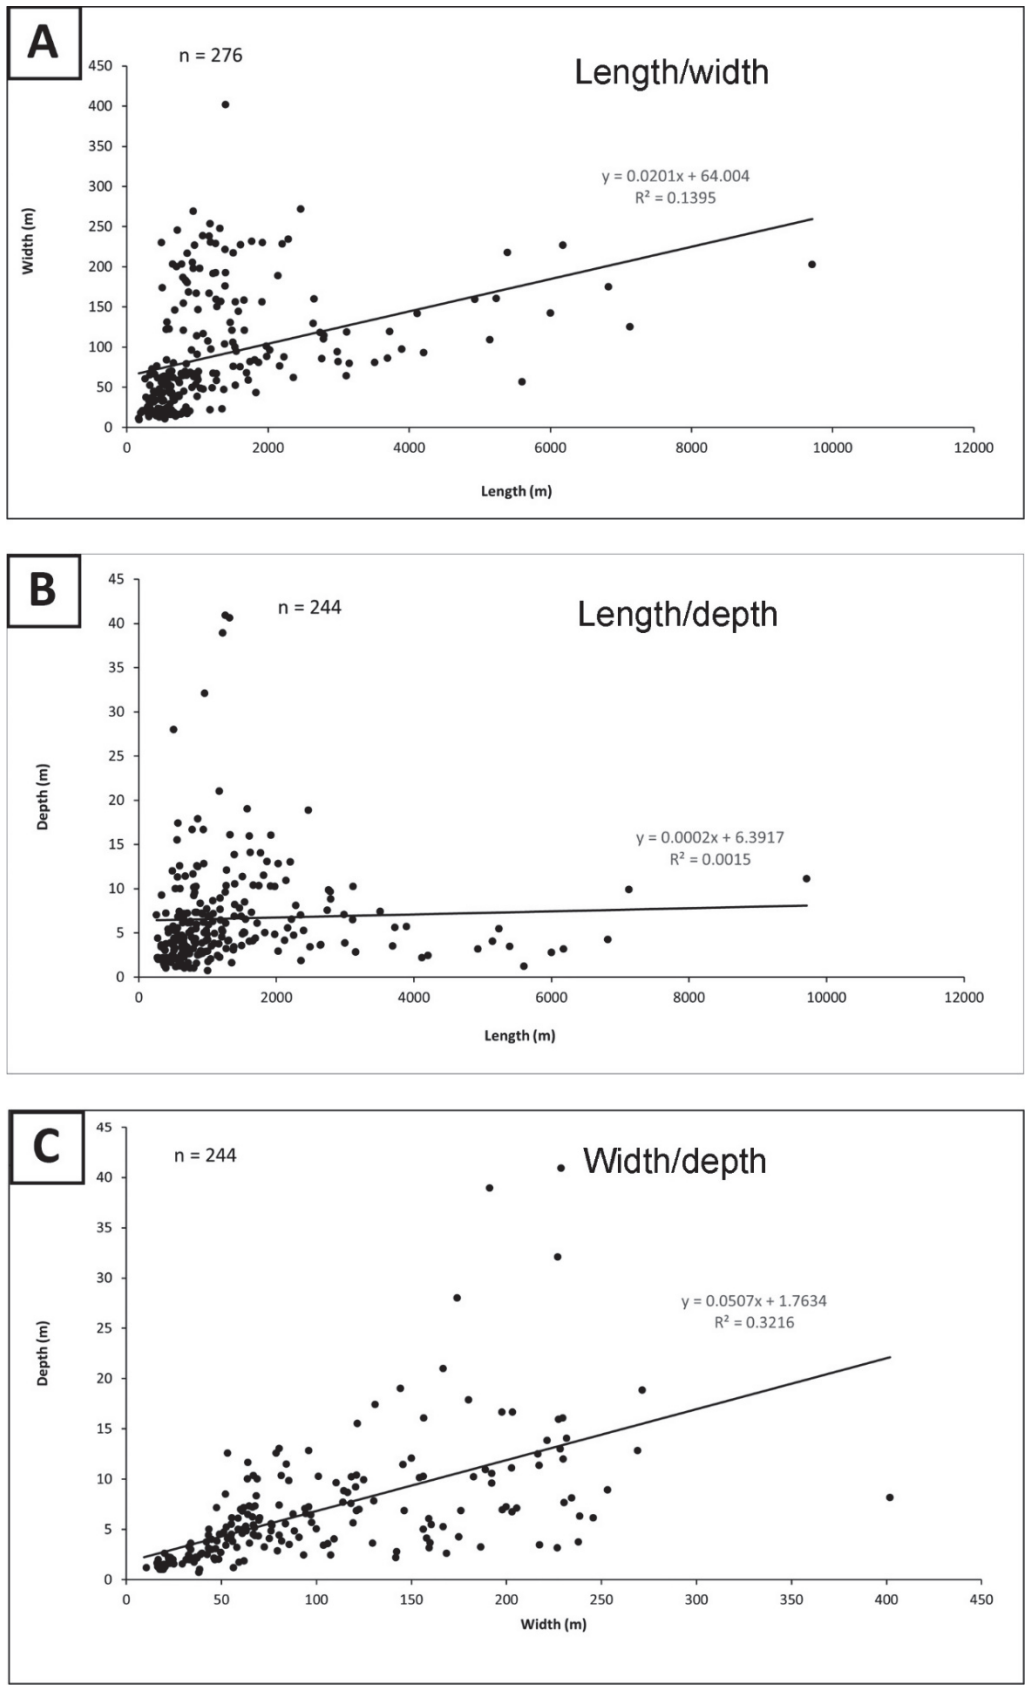 A
n = 276
Length/width
450
400
350
300
250
200
150
100
50
0
Width (m)
y = 0.0201x + 64.004
R² = 0.1395
0 2000 4000 6000 8000 10000 12000
Length (m)
B
n = 244
Length/depth
45
40
35
30
25
20
15
10
5
0
Depth (m)
y = 0.0002x + 6.3917
R² = 0.0015
0 2000 4000 6000 8000 10000 12000
Length (m)
C
n = 244
Width/depth
45
40
35
30
25
20
15
10
5
0
Depth (m)
y = 0.0507x + 1.7634
R² = 0.3216
0 50 100 150 200 250 300 350 400 450
Width (m)